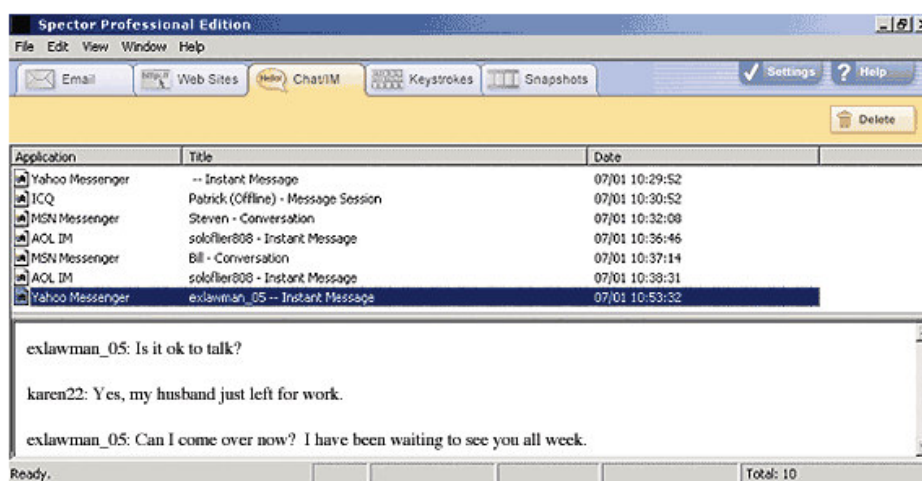 Spector Professional Edition
File Edit View Window Help
Email Web Sites Chat/IM Keystrokes Snapshots Settings ? Help
Delete
Application Title Date
Yahoo Messenger -- Instant Message 07/01 10:29:52
ICQ Patrick (Offline) - Message Session 07/01 10:30:52
MSN Messenger Steven - Conversation 07/01 10:32:08
AOL IM soloflier808 - Instant Message 07/01 10:36:46
MSN Messenger Bill - Conversation 07/01 10:37:14
AOL IM soloflier808 - Instant Message 07/01 10:38:31
Yahoo Messenger exlawman_05 -- Instant Message 07/01 10:53:32
exlawman_05: Is it ok to talk?
karen22: Yes, my husband just left for work.
exlawman_05: Can I come over now? I have been waiting to see you all week.
Ready. Total: 10